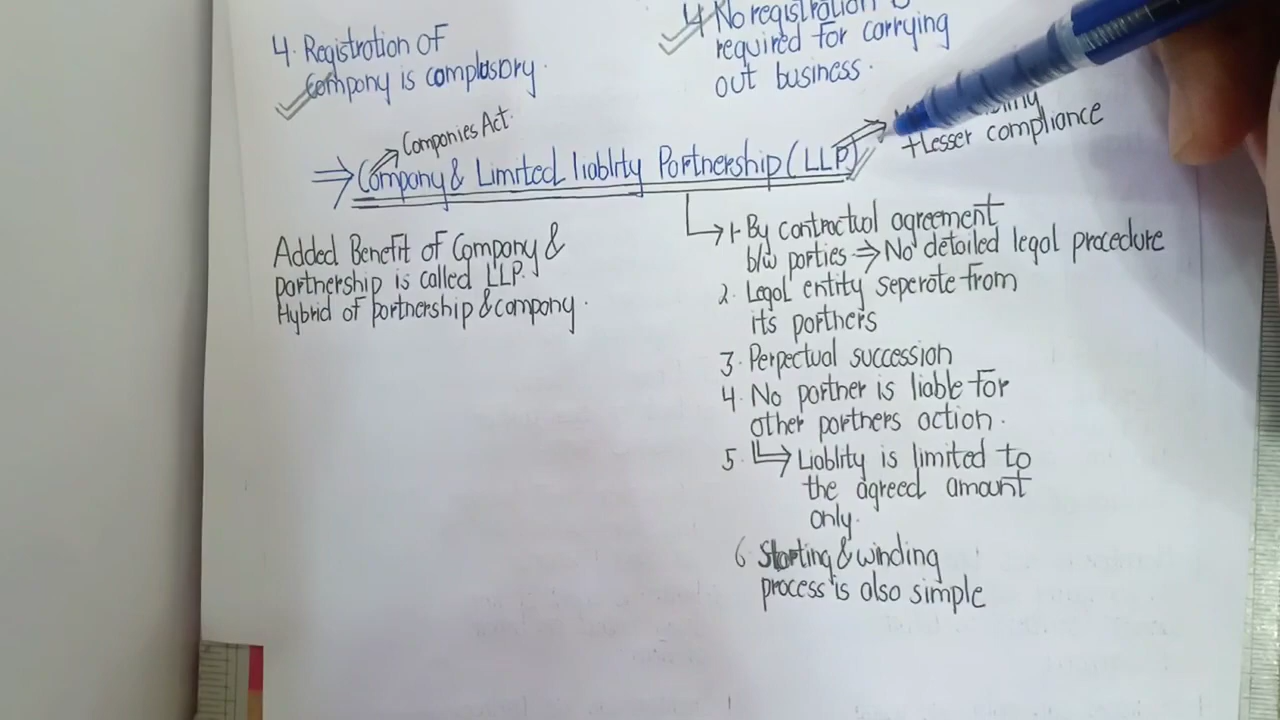 4. Registration of
company is complusory.
4 No registration
required for carrying
out business.
Companies Act.
⇒ Company & Limited liablity Partnership (LLP)
+Lesser compliance
Added Benefit of Company &
partnership is called LLP.
Hybrid of partnership & company.
1. By contractual agreement
b/w parties ⇒ No detailed legal procedure
2. Legal entity seperate from
its partners
3. Perpectual succession
4. No partner is liable for
other partners action.
5. Liablity is limited to
the agreed amount
only.
6 Starting & winding
process is also simple